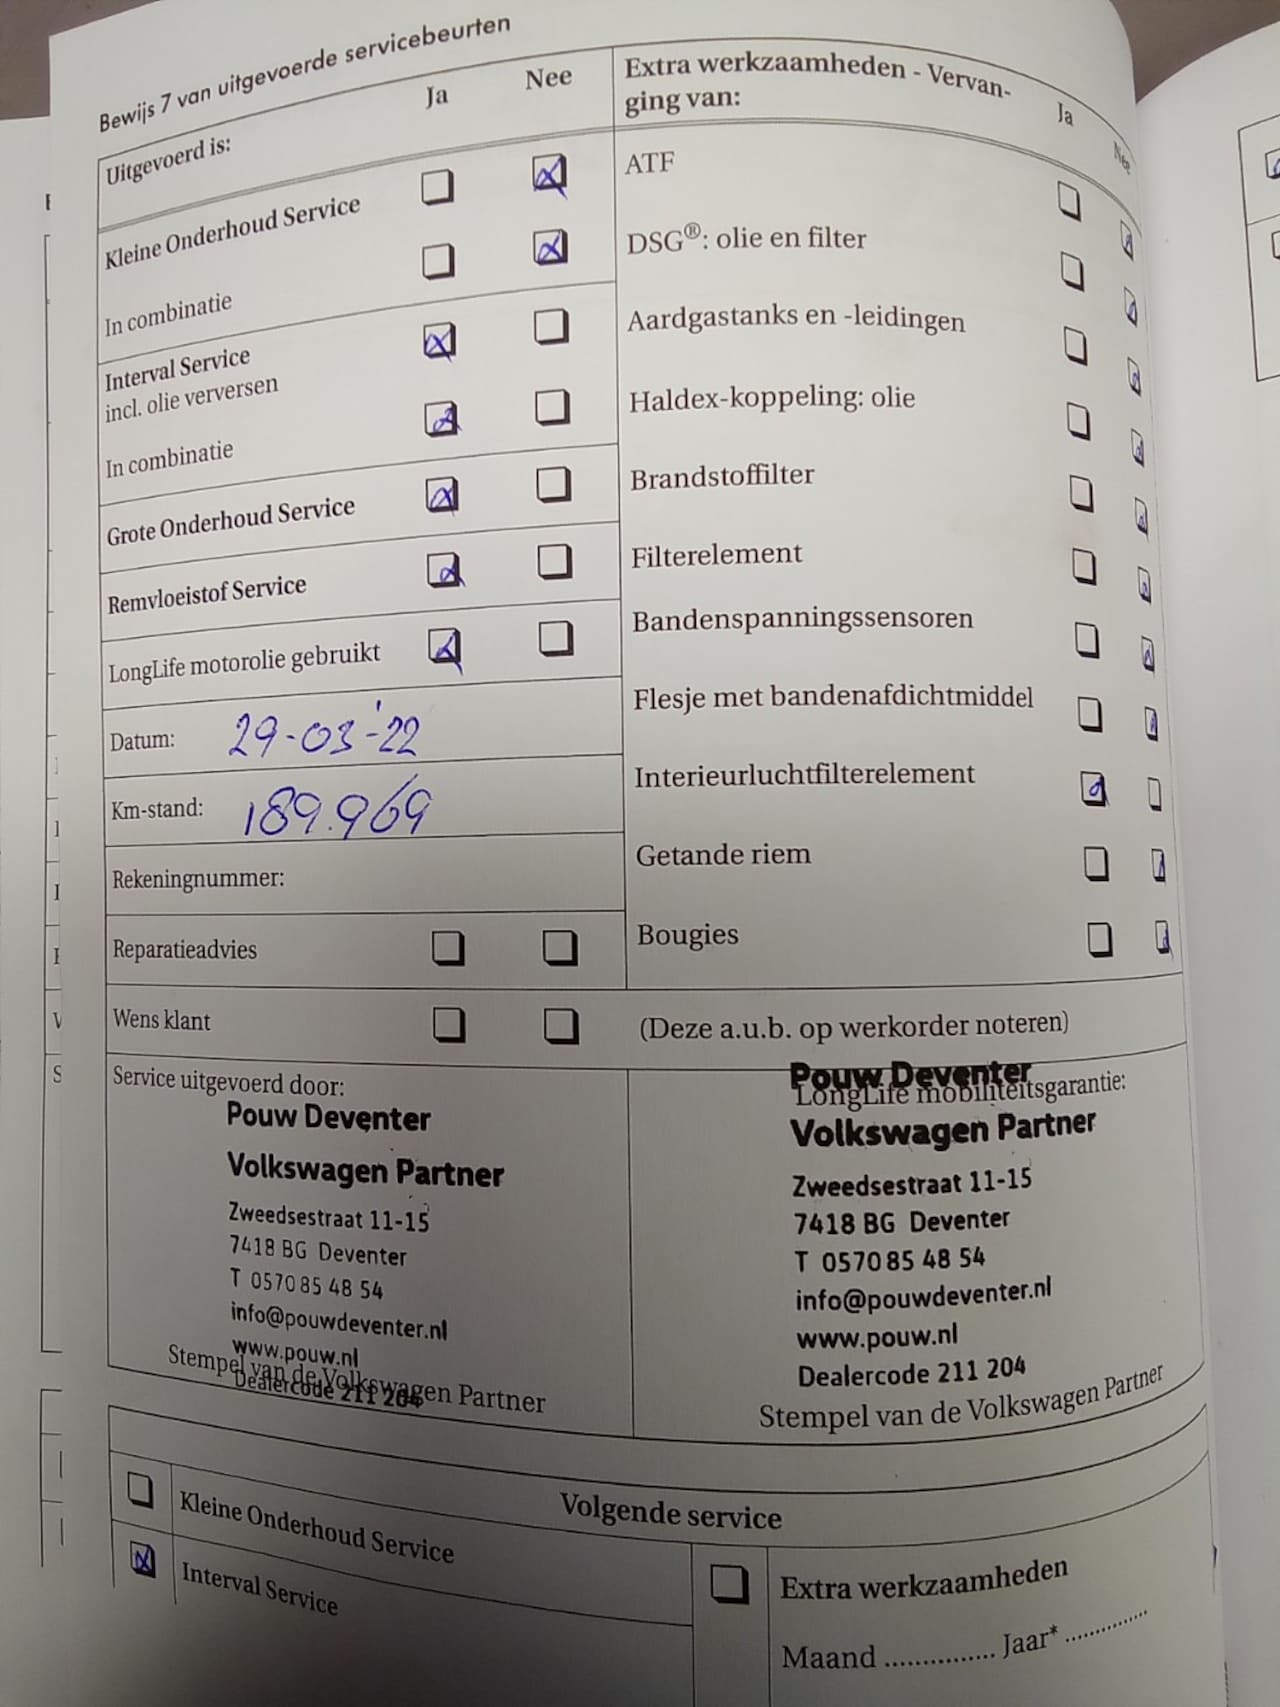 Bewijs 7 van uitgevoerde servicebeurten
Uitgevoerd is:
Ja
Nee
Kleine Onderhoud Service
In combinatie
Interval Service
incl. olie verversen
In combinatie
Grote Onderhoud Service
Remvloeistof Service
LongLife motorolie gebruikt
Datum: 29-03-'22
Km-stand: 189.969
Rekeningnummer:
Reparatieadvies
Wens klant
Extra werkzaamheden - Vervan-
ging van:
Ja
Nee
ATF
DSG®: olie en filter
Aardgastanks en -leidingen
Haldex-koppeling: olie
Brandstoffilter
Filterelement
Bandenspanningssensoren
Flesje met bandenafdichtmiddel
Interieurluchtfilterelement
Getande riem
Bougies
(Deze a.u.b. op werkorder noteren)
Service uitgevoerd door:
Pouw Deventer
Volkswagen Partner
Zweedsestraat 11-15
7418 BG Deventer
T 0570 85 48 54
info@pouwdeventer.nl
www.pouw.nl
Dealercode 211 204
Stempel van de Volkswagen Partner
Pouw Deventer
LongLife mobiliteitsgarantie:
Volkswagen Partner
Zweedsestraat 11-15
7418 BG Deventer
T 0570 85 48 54
info@pouwdeventer.nl
www.pouw.nl
Dealercode 211 204
Stempel van de Volkswagen Partner
Volgende service
Kleine Onderhoud Service
Interval Service
Extra werkzaamheden
Maand ............... Jaar* ...............